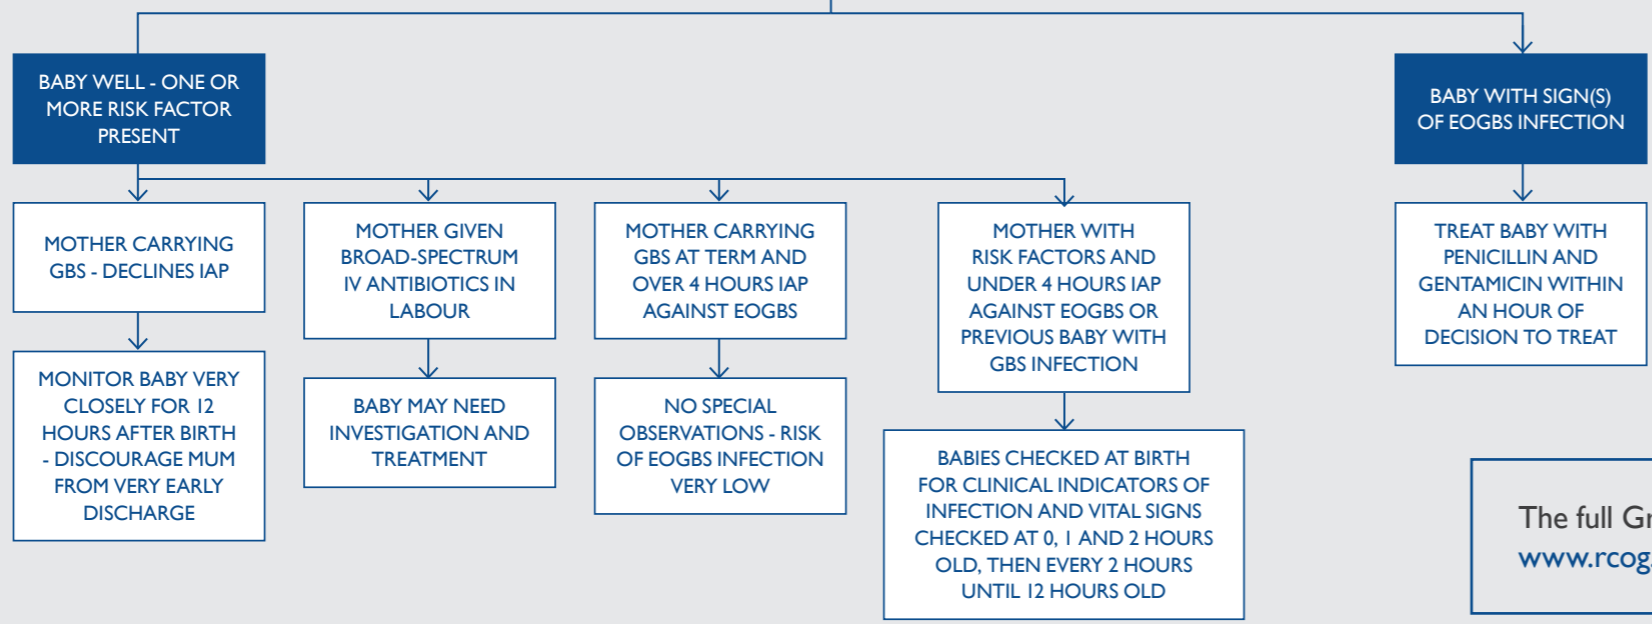 BABY WELL - ONE OR
MORE RISK FACTOR
PRESENT
BABY WITH SIGN(S)
OF EOGBS INFECTION
MOTHER CARRYING
GBS - DECLINES IAP
MOTHER GIVEN
BROAD-SPECTRUM
IV ANTIBIOTICS IN
LABOUR
MOTHER CARRYING
GBS AT TERM AND
OVER 4 HOURS IAP
AGAINST EOGBS
MOTHER WITH
RISK FACTORS AND
UNDER 4 HOURS IAP
AGAINST EOGBS OR
PREVIOUS BABY WITH
GBS INFECTION
TREAT BABY WITH
PENICILLIN AND
GENTAMICIN WITHIN
AN HOUR OF
DECISION TO TREAT
MONITOR BABY VERY
CLOSELY FOR 12
HOURS AFTER BIRTH
- DISCOURAGE MUM
FROM VERY EARLY
DISCHARGE
BABY MAY NEED
INVESTIGATION AND
TREATMENT
NO SPECIAL
OBSERVATIONS - RISK
OF EOGBS INFECTION
VERY LOW
BABIES CHECKED AT BIRTH
FOR CLINICAL INDICATORS OF
INFECTION AND VITAL SIGNS
CHECKED AT 0, 1 AND 2 HOURS
OLD, THEN EVERY 2 HOURS
UNTIL 12 HOURS OLD
The full